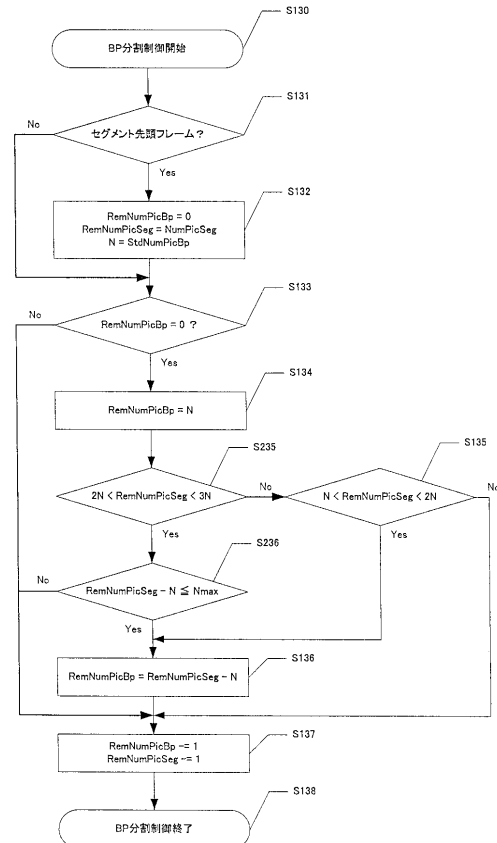 S130
BP分割制御開始
S131
セグメント先頭フレーム?
No
Yes
S132
RemNumPicBp = 0
RemNumPicSeg = NumPicSeg
N = StdNumPicBp
S133
RemNumPicBp = 0 ?
No
Yes
S134
RemNumPicBp = N
S235
2N < RemNumPicSeg < 3N
No
Yes
S135
N < RemNumPicSeg < 2N
No
Yes
S236
RemNumPicSeg - N ≦ Nmax
No
Yes
S136
RemNumPicBp = RemNumPicSeg - N
S137
RemNumPicBp -= 1
RemNumPicSeg -= 1
S138
BP分割制御終了